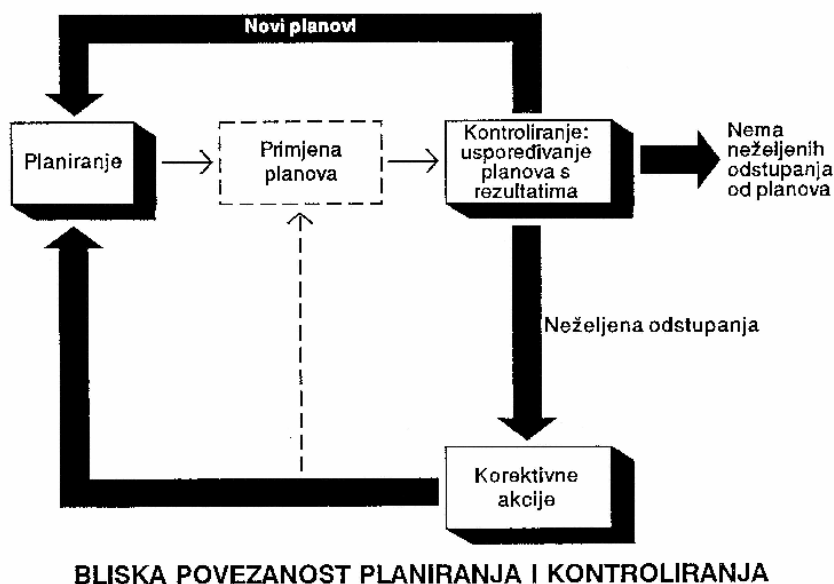 Novi planovi
Planiranje
Primjena
planova
Kontroliranje:
uspoređivanje
planova s
rezultatima
Nema
neželjenih
odstupanja
od planova
Neželjena odstupanja
Korektivne
akcije
BLISKA POVEZANOST PLANIRANJA I KONTROLIRANJA